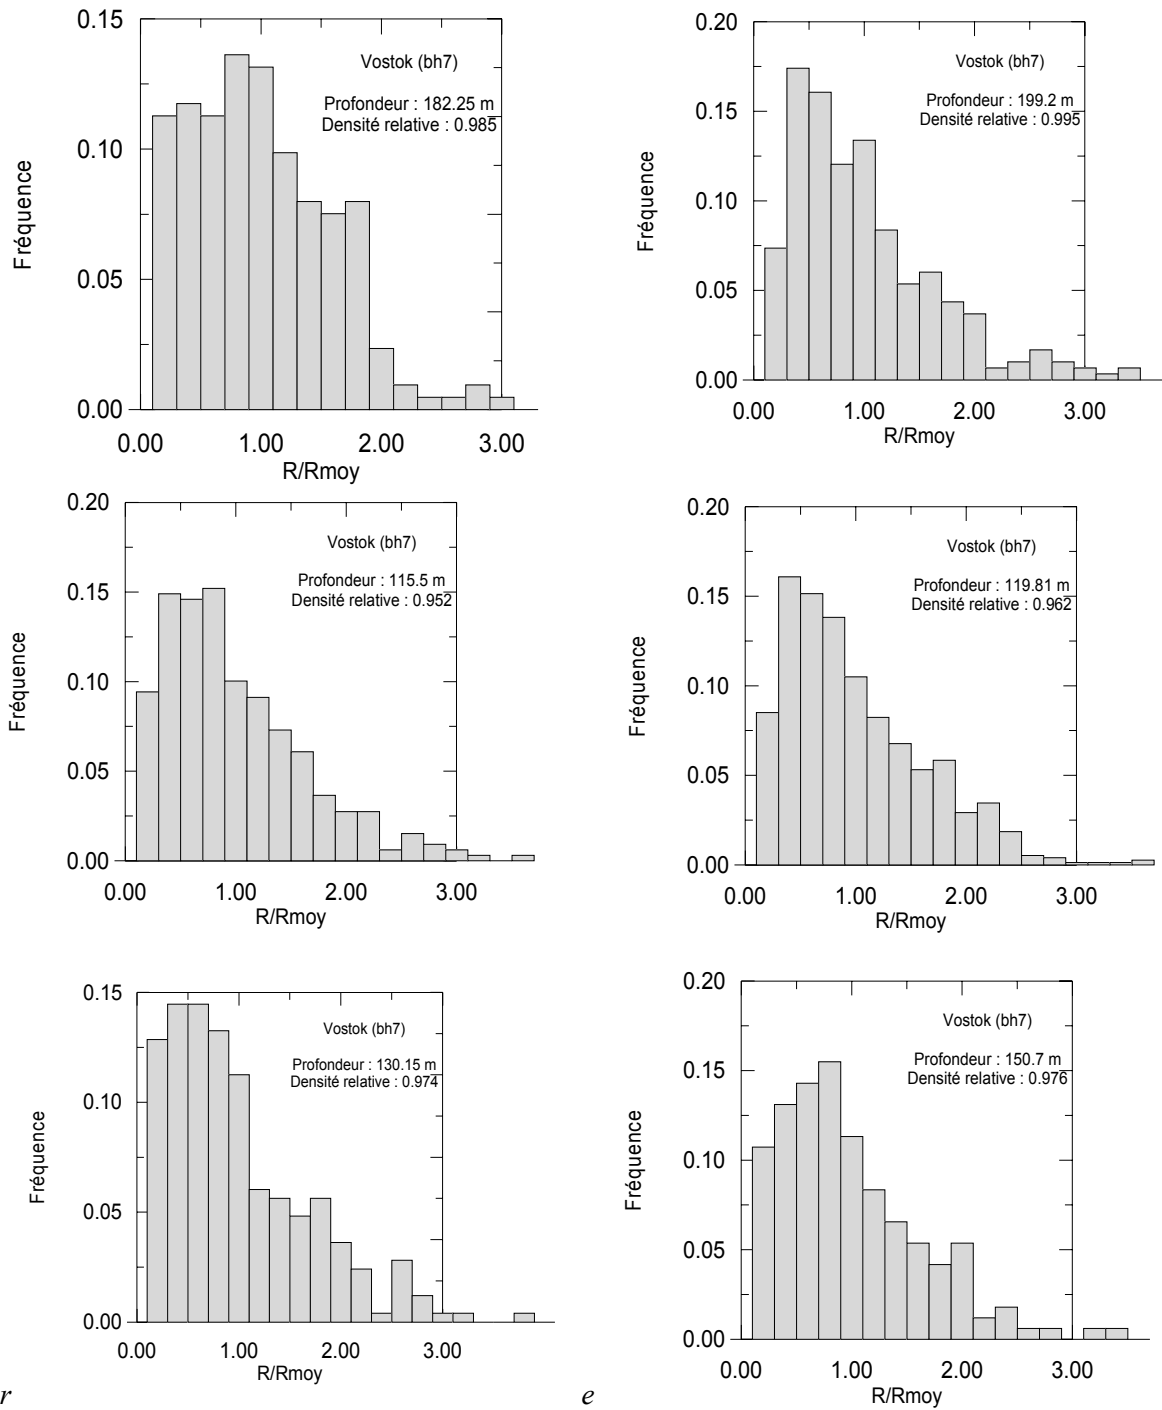 0.15
0.10
0.05
0.00
Fréquence
Vostok (bh7)
Profondeur : 182.25 m
Densité relative : 0.985
0.00 1.00 2.00 3.00
R/Rmoy
0.20
0.15
0.10
0.05
0.00
Fréquence
Vostok (bh7)
Profondeur : 199.2 m
Densité relative : 0.995
0.00 1.00 2.00 3.00
R/Rmoy
0.20
0.15
0.10
0.05
0.00
Fréquence
Vostok (bh7)
Profondeur : 115.5 m
Densité relative : 0.952
0.00 1.00 2.00 3.00
R/Rmoy
0.20
0.15
0.10
0.05
0.00
Fréquence
Vostok (bh7)
Profondeur : 119.81 m
Densité relative : 0.962
0.00 1.00 2.00 3.00
R/Rmoy
0.15
0.10
0.05
0.00
Fréquence
Vostok (bh7)
Profondeur : 130.15 m
Densité relative : 0.974
0.00 1.00 2.00 3.00
R/Rmoy
0.20
0.15
0.10
0.05
0.00
Fréquence
Vostok (bh7)
Profondeur : 150.7 m
Densité relative : 0.976
0.00 1.00 2.00 3.00
R/Rmoy
r e